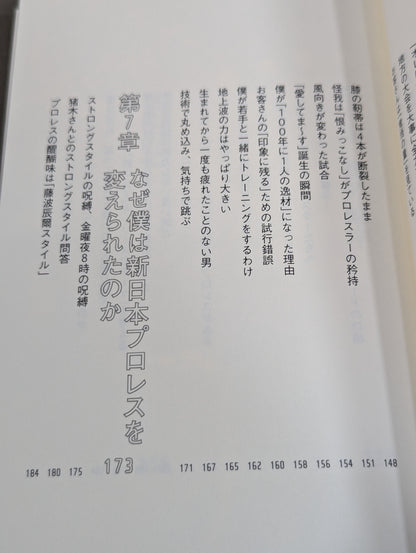 膝の靭帯は4本が断裂したまま 148
怪我は「恨みっこなし」がプロレスラーの矜持 151
風向きが変わった試合 154
「愛してま〜す」誕生の瞬間 156
僕が「100年に1人の逸材」になった理由 158
お客さんの「印象に残る」ための試行錯誤 160
僕が若手と一緒にトレーニングをするわけ 162
地上波の力はやっぱり大きい 165
生まれてから一度も疲れたことのない男 167
技術で丸め込み、気持ちで跳ぶ 171
第7章 なぜ僕は新日本プロレスを
変えられたのか 173
ストロングスタイルの呪縛、金曜夜8時の呪縛 175
猪木さんとのストロングスタイル問答 180
プロレスの醍醐味は「藤波辰爾スタイル」 184